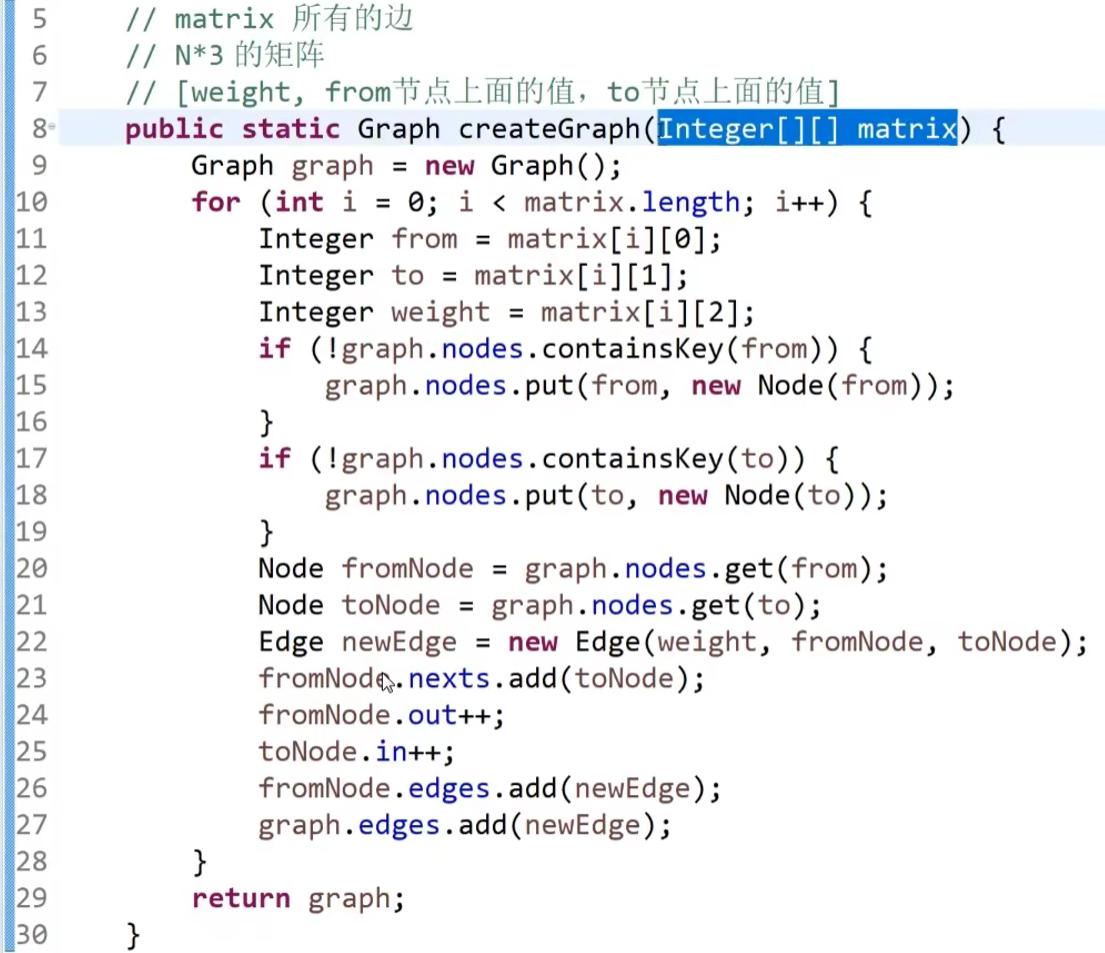 5 // matrix 所有的边
6 // N*3 的矩阵
7 // [weight, from节点上面的值，to节点上面的值]
8 public static Graph createGraph(Integer[][] matrix) {
9 Graph graph = new Graph();
10 for (int i = 0; i < matrix.length; i++) {
11 Integer from = matrix[i][0];
12 Integer to = matrix[i][1];
13 Integer weight = matrix[i][2];
14 if (!graph.nodes.containsKey(from)) {
15 graph.nodes.put(from, new Node(from));
16 }
17 if (!graph.nodes.containsKey(to)) {
18 graph.nodes.put(to, new Node(to));
19 }
20 Node fromNode = graph.nodes.get(from);
21 Node toNode = graph.nodes.get(to);
22 Edge newEdge = new Edge(weight, fromNode, toNode);
23 fromNode.nexts.add(toNode);
24 fromNode.out++;
25 toNode.in++;
26 fromNode.edges.add(newEdge);
27 graph.edges.add(newEdge);
28 }
29 return graph;
30 }